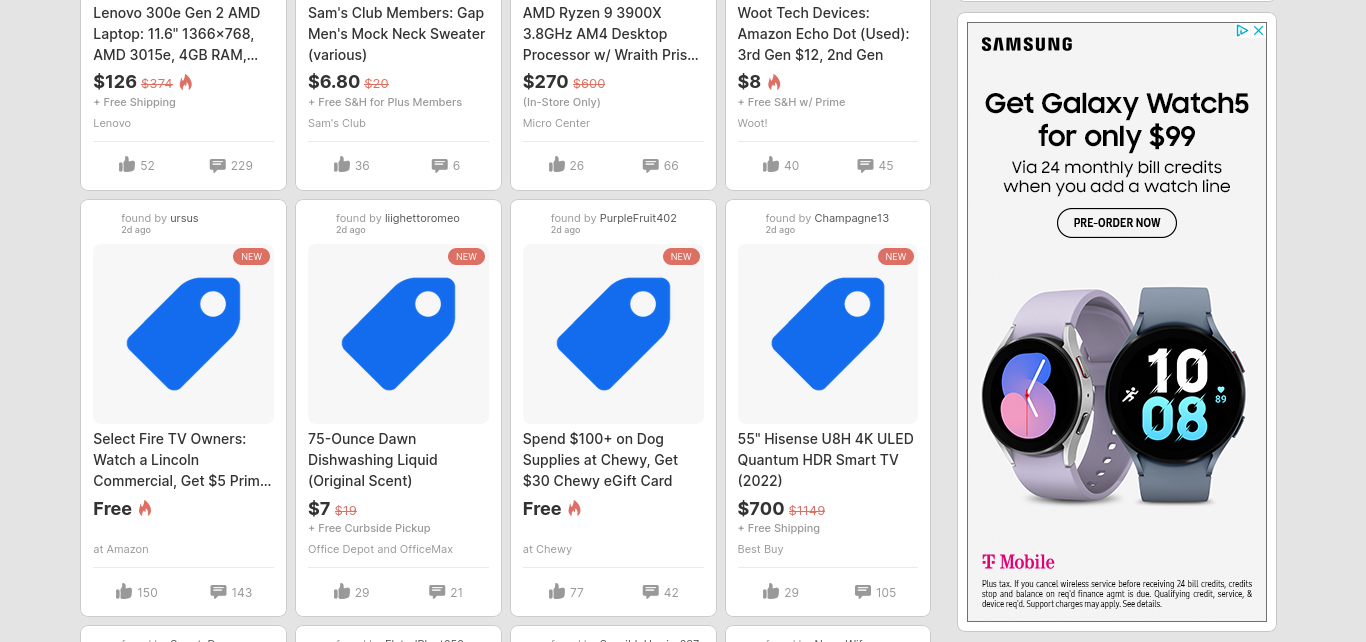 Lenovo 300e Gen 2 AMD
Laptop: 11.6" 1366x768,
AMD 3015e, 4GB RAM,...
$126 $374
+ Free Shipping
Lenovo
52 229
Sam's Club Members: Gap
Men's Mock Neck Sweater
(various)
$6.80 $20
+ Free S&H for Plus Members
Sam's Club
36 6
AMD Ryzen 9 3900X
3.8GHz AM4 Desktop
Processor w/ Wraith Pris...
$270 $600
(In-Store Only)
Micro Center
26 66
Woot Tech Devices:
Amazon Echo Dot (Used):
3rd Gen $12, 2nd Gen
$8
+ Free S&H w/ Prime
Woot!
40 45
found by ursus
2d ago
NEW
Select Fire TV Owners:
Watch a Lincoln
Commercial, Get $5 Prim...
Free
at Amazon
150 143
found by liighettoromeo
2d ago
NEW
75-Ounce Dawn
Dishwashing Liquid
(Original Scent)
$7 $19
+ Free Curbside Pickup
Office Depot and OfficeMax
29 21
found by PurpleFruit402
2d ago
NEW
Spend $100+ on Dog
Supplies at Chewy, Get
$30 Chewy eGift Card
Free
at Chewy
77 42
found by Champagne13
2d ago
NEW
55" Hisense U8H 4K ULED
Quantum HDR Smart TV
(2022)
$700 $1149
+ Free Shipping
Best Buy
29 105
SAMSUNG
Get Galaxy Watch5
for only $99
Via 24 monthly bill credits
when you add a watch line
PRE-ORDER NOW
10
08
89
T Mobile
Plus tax. If you cancel wireless service before receiving 24 bill credits, credits
stop and balance on req'd finance agmt is due. Qualifying credit, service, &
device req'd. Support charges may apply. See details.